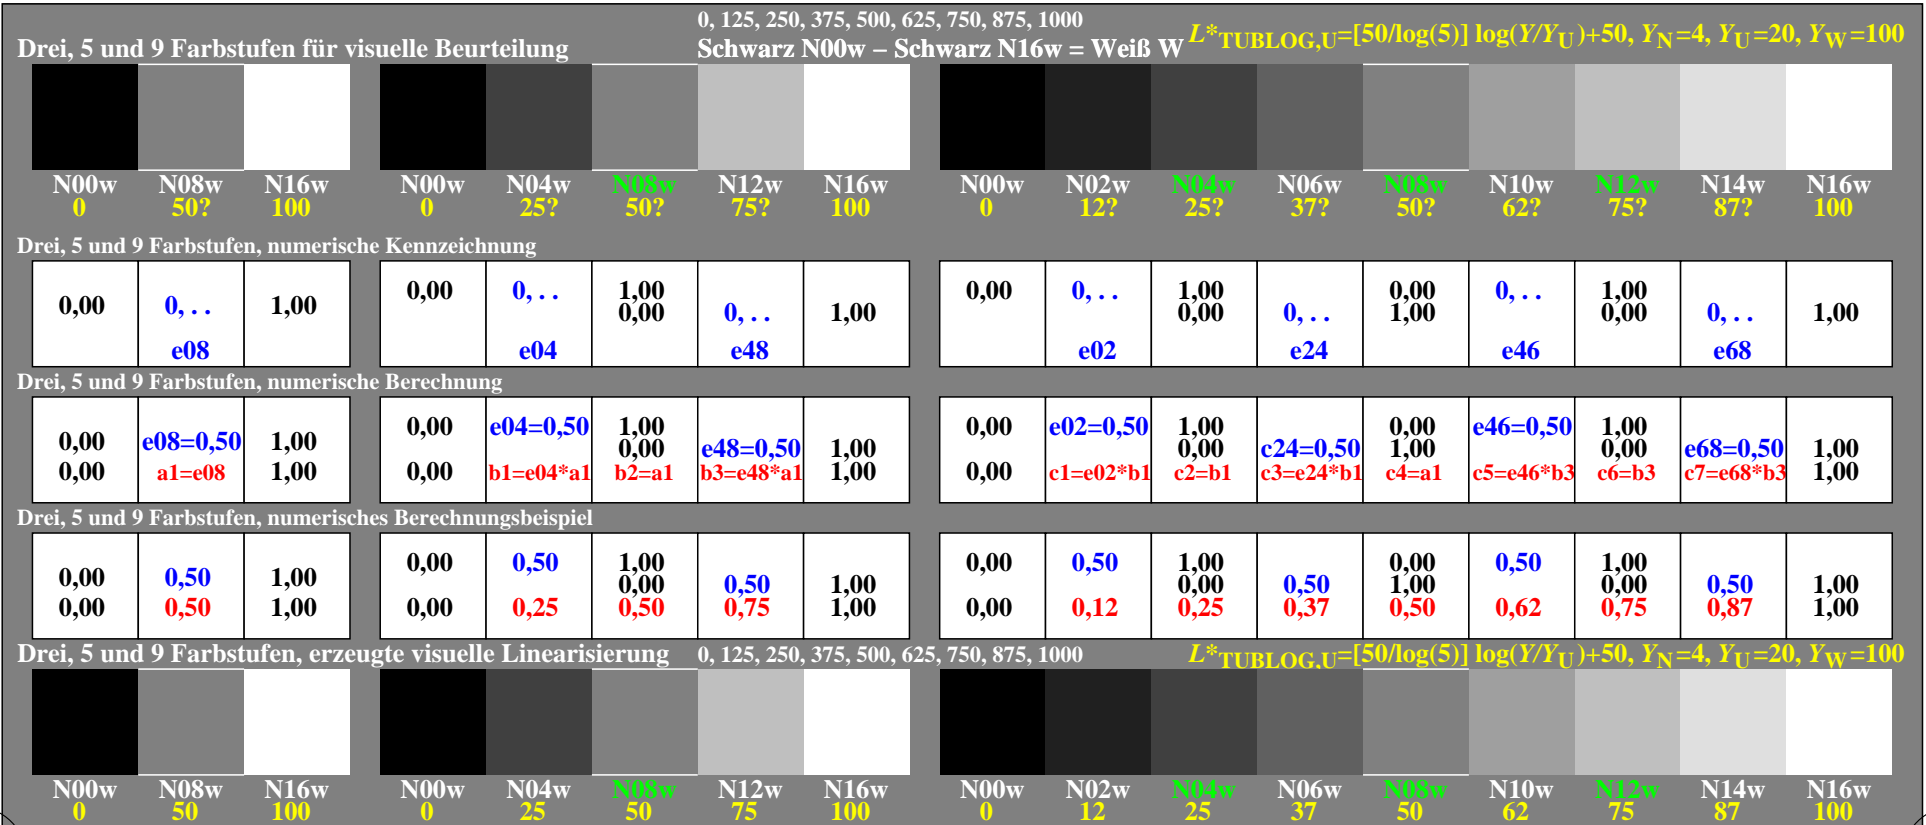 0, 125, 250, 375, 500, 625, 750, 875, 1000
Drei, 5 und 9 Farbstufen für visuelle Beurteilung
Schwarz N00w – Schwarz N16w = Weiß W
L*TUBLOG,U=[50/log(5)] log(Y/YU)+50, YN=4, YU=20, YW=100
N00w N08w N16w N00w N04w N08w N12w N16w N00w N02w N04w N06w N08w N10w N12w N14w N16w
0 50? 100 0 25? 50? 75? 100 0 12? 25? 37? 50? 62? 75? 87? 100
Drei, 5 und 9 Farbstufen, numerische Kennzeichnung
0,00 0, . . 1,00 0,00 0, . . 1,00 0,00 0, . . 1,00 0,00 0, . . 1,00
0,00 0, . . 1,00 0,00 0, . . 1,00 0,00 0, . . 1,00
e08 e04 e48 e02 e24 e46 e68
Drei, 5 und 9 Farbstufen, numerische Berechnung
0,00 e08=0,50 1,00 0,00 e04=0,50 1,00 0,00 e02=0,50 1,00 0,00 e46=0,50 1,00
0,00 e48=0,50 1,00 0,00 c24=0,50 1,00 0,00 e68=0,50 1,00
0,00 a1=e08 1,00 0,00 b1=e04*a1 b2=a1 b3=e48*a1 1,00 0,00 c1=e02*b1 c2=b1 c3=e24*b1 c4=a1 c5=e46*b3 c6=b3 c7=e68*b3 1,00
Drei, 5 und 9 Farbstufen, numerisches Berechnungsbeispiel
0,00 0,50 1,00 0,00 0,50 1,00 0,00 0,50 1,00 0,00 0,50 1,00
0,00 0,50 1,00 0,00 0,50 1,00 0,00 0,50 1,00
0,00 0,50 1,00 0,00 0,25 0,50 0,75 1,00 0,00 0,12 0,25 0,37 0,50 0,62 0,75 0,87 1,00
Drei, 5 und 9 Farbstufen, erzeugte visuelle Linearisierung
0, 125, 250, 375, 500, 625, 750, 875, 1000
L*TUBLOG,U=[50/log(5)] log(Y/YU)+50, YN=4, YU=20, YW=100
N00w N08w N16w N00w N04w N08w N12w N16w N00w N02w N04w N06w N08w N10w N12w N14w N16w
0 50 100 0 25 50 75 100 0 12 25 37 50 62 75 87 100